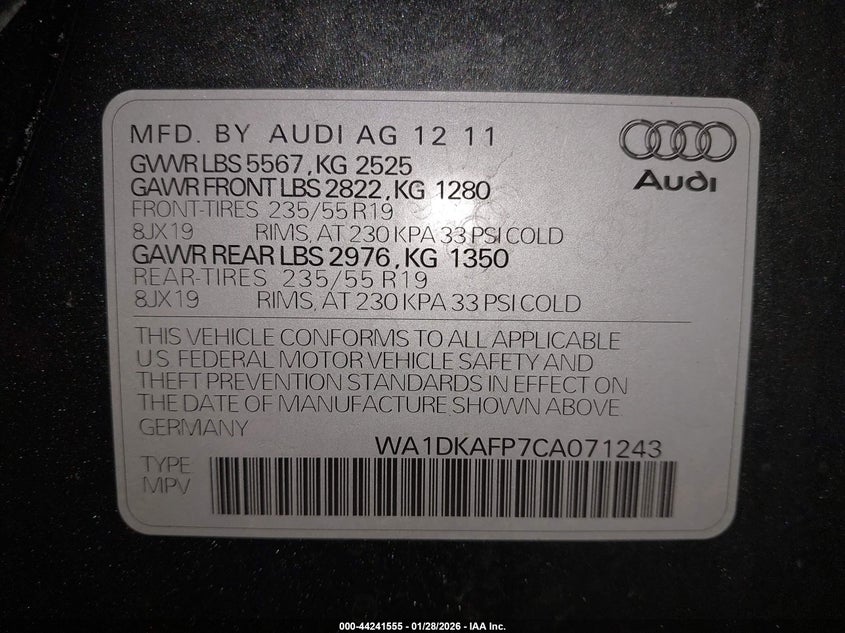 MFD. BY AUDI AG 12 11
GVWR LBS 5567, KG 2525
GAWR FRONT LBS 2822, KG 1280
FRONT-TIRES 235/55 R19
8JX19 RIMS, AT 230 KPA 33 PSI COLD
GAWR REAR LBS 2976, KG 1350
REAR-TIRES 235/55 R19
8JX19 RIMS, AT 230 KPA 33 PSI COLD
Audi
THIS VEHICLE CONFORMS TO ALL APPLICABLE
U.S. FEDERAL MOTOR VEHICLE SAFETY AND
THEFT PREVENTION STANDARDS IN EFFECT ON
THE DATE OF MANUFACTURE SHOWN ABOVE.
GERMANY
WA1DKAFP7CA071243
TYPE
MPV
000-44241555 - 01/28/2026 - IAA Inc.